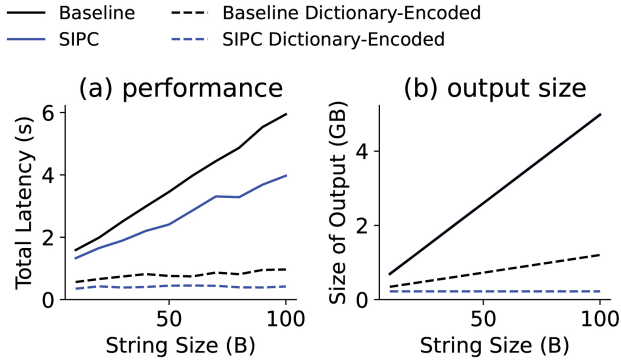 Baseline
Baseline Dictionary-Encoded
SIPC
SIPC Dictionary-Encoded
(a) performance
(b) output size
Total Latency (s)
6
4
2
0
50
100
String Size (B)
Size of Output (GB)
4
2
0
50
100
String Size (B)